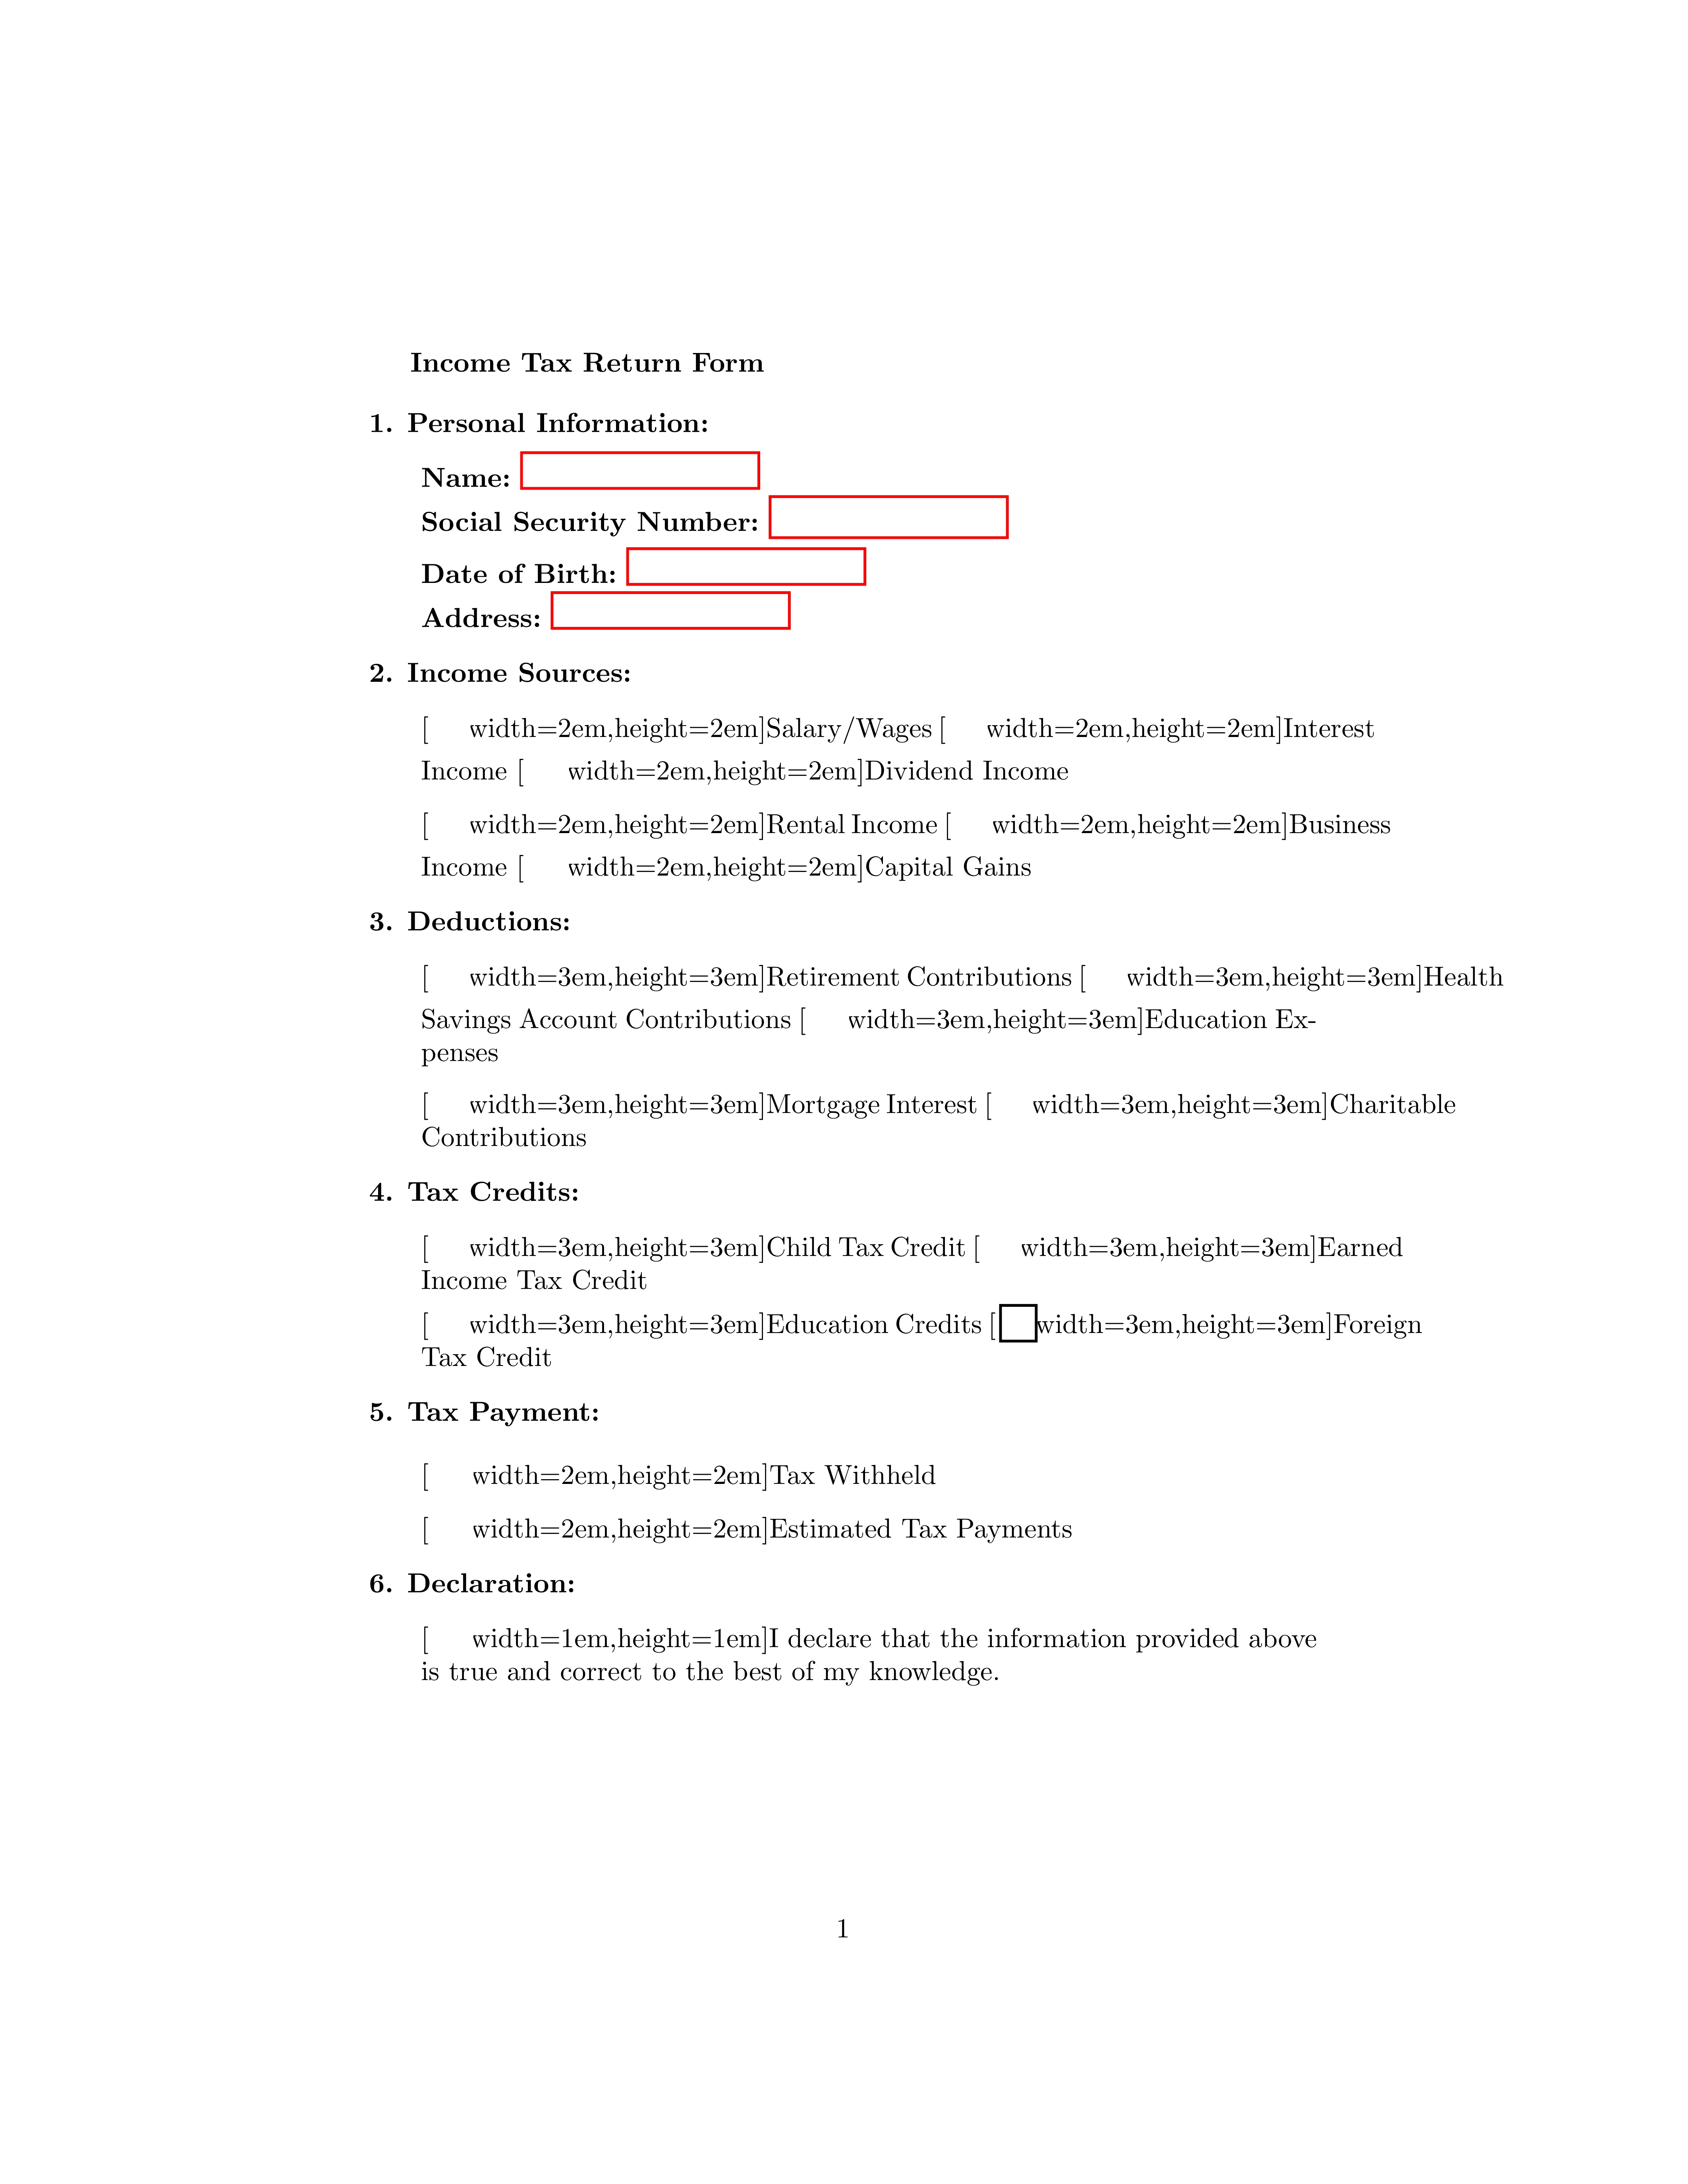 Income Tax Return Form
1. Personal Information:
Name:
Social Security Number:
Date of Birth:
Address:
2. Income Sources:
[ width=2em,height=2em]Salary/Wages [ width=2em,height=2em]Interest
Income [ width=2em,height=2em]Dividend Income
[ width=2em,height=2em]Rental Income [ width=2em,height=2em]Business
Income [ width=2em,height=2em]Capital Gains
3. Deductions:
[ width=3em,height=3em]Retirement Contributions [ width=3em,height=3em]Health
Savings Account Contributions [ width=3em,height=3em]Education Ex-
penses
[ width=3em,height=3em]Mortgage Interest [ width=3em,height=3em]Charitable
Contributions
4. Tax Credits:
[ width=3em,height=3em]Child Tax Credit [ width=3em,height=3em]Earned
Income Tax Credit
[ width=3em,height=3em]Education Credits [ width=3em,height=3em]Foreign
Tax Credit
5. Tax Payment:
[ width=2em,height=2em]Tax Withheld
[ width=2em,height=2em]Estimated Tax Payments
6. Declaration:
[ width=1em,height=1em]I declare that the information provided above
is true and correct to the best of my knowledge.
1